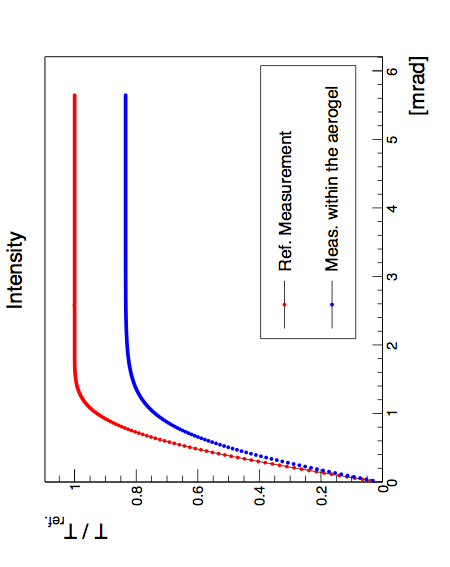 Intensity
T / T ref.
1
0.8
0.6
0.4
0.2
0
0
1
2
3
4
5
6
[mrad]
Ref. Measurement
Meas. within the aerogel